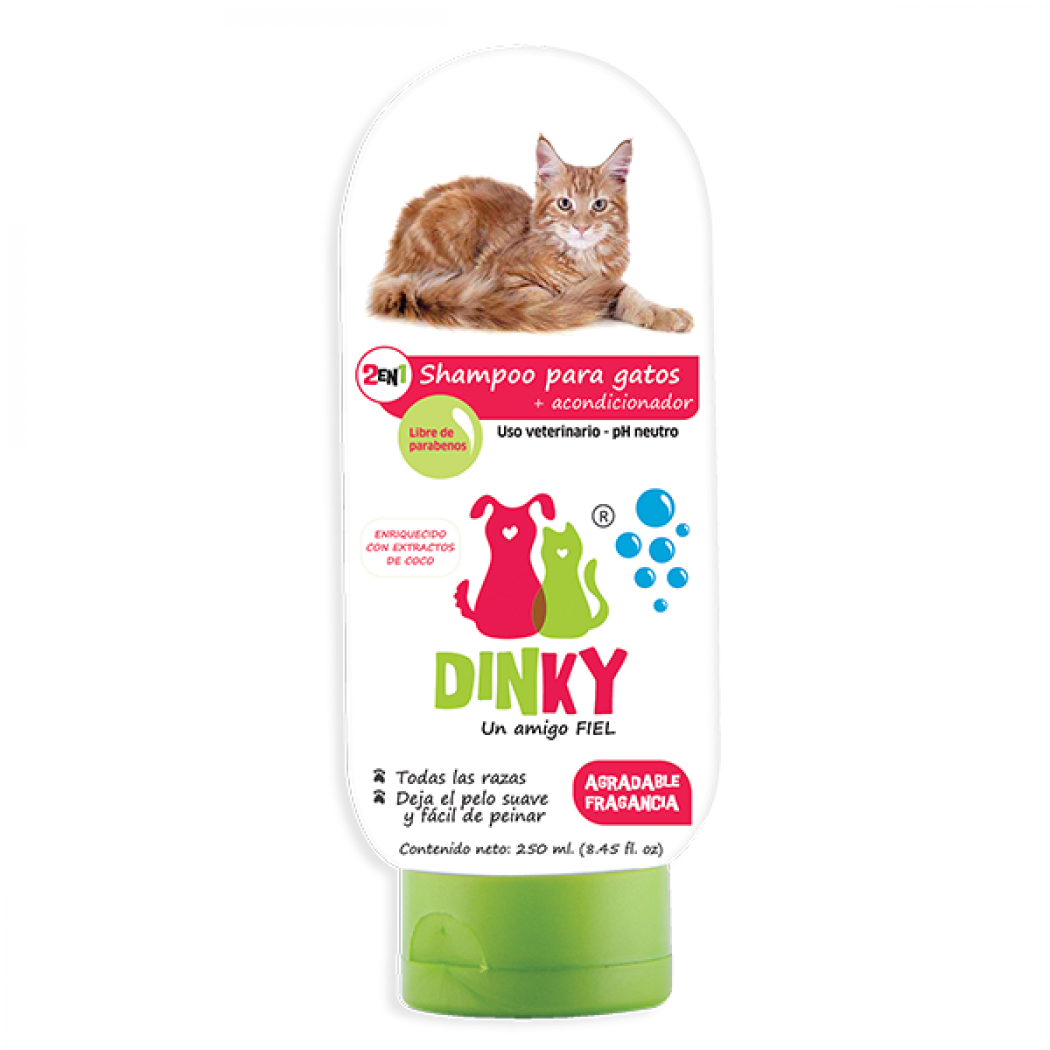 2EN1
Shampoo para gatos
+ acondicionador
Libre de
parabenos
Uso veterinario - pH neutro
ENRIQUECIDO
CON EXTRACTOS
DE COCO
®
DINKY
Un amigo FIEL
Todas las razas
Deja el pelo suave
y fácil de peinar
AGRADABLE
FRAGANCIA
Contenido neto: 250 ml. (8.45 fl. oz)